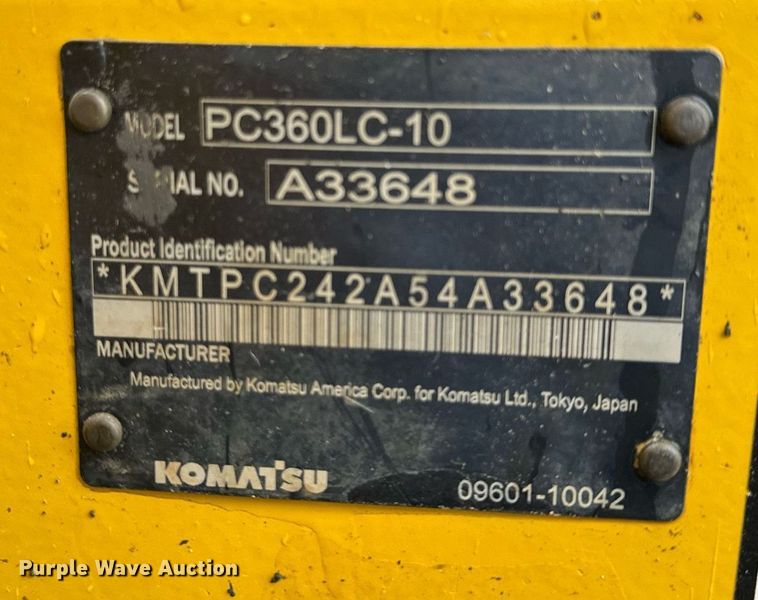 MODEL PC360LC-10
SERIAL NO. A33648
Product Identification Number
*KMTPC242A54A33648*
MANUFACTURER
Manufactured by Komatsu America Corp. for Komatsu Ltd., Tokyo, Japan
KOMATSU 09601-10042
Purple Wave Auction